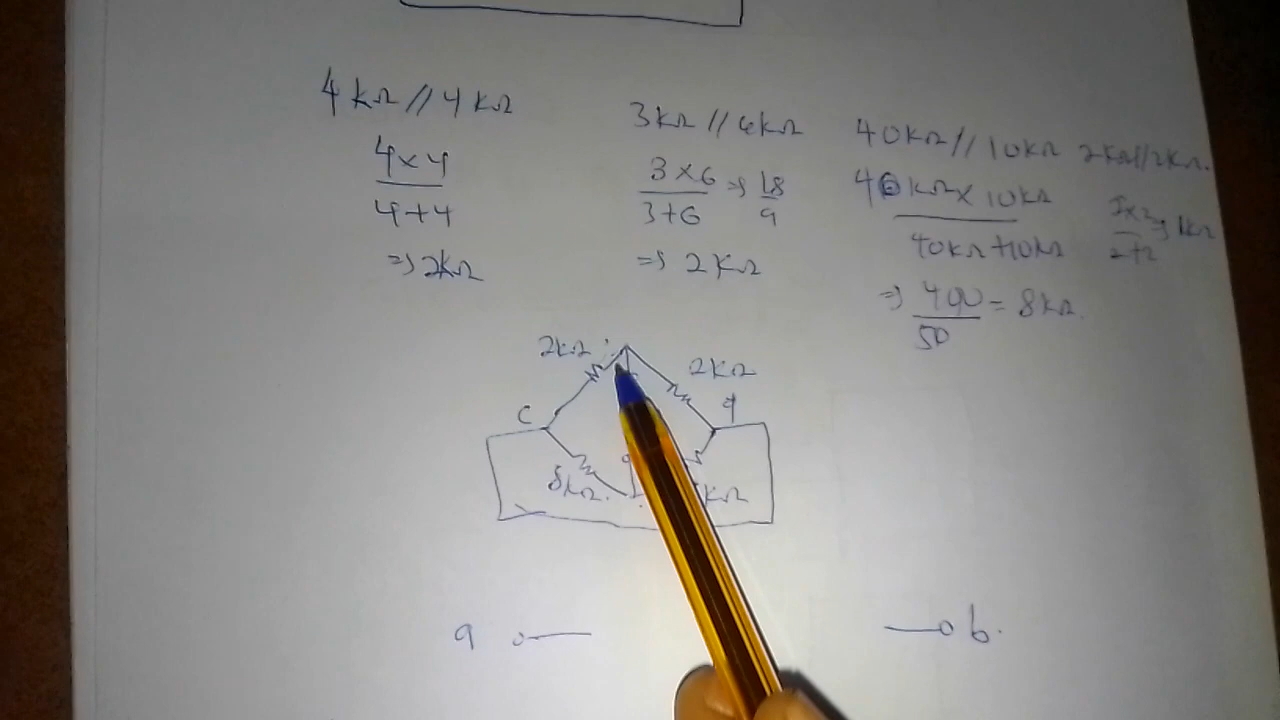 4kΩ//4kΩ
4×4
4+4
=> 2kΩ
3kΩ//6kΩ
3×6 => 18
3+6 9
=> 2kΩ
40kΩ//10kΩ 2kΩ//2kΩ.
40kΩ×10kΩ
40kΩ+10kΩ
=> 400 = 8kΩ.
50
2×2 => 1kΩ
2+2
2kΩ
2kΩ
C
8kΩ.
kΩ
a
b.